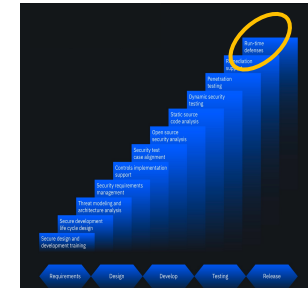 Run-time
defenses
Remediation
support
Penetration
testing
Dynamic security
testing
Static source
code analysis
Open source
security analysis
Security test
case alignment
Controls implementation
support
Security requirements
management
Threat modeling and
architecture analysis
Secure development
life cycle design
Secure design and
development training
Requirements
Design
Develop
Testing
Release